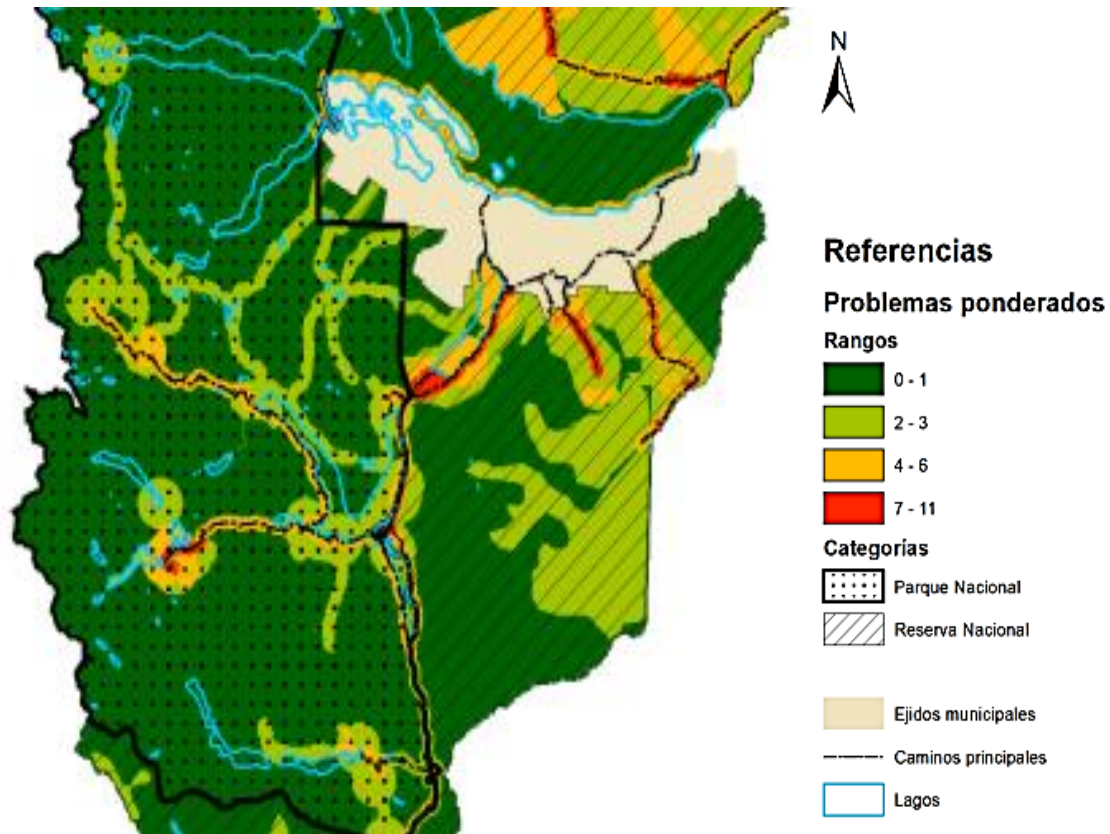 N
Referencias
Problemas ponderados
Rangos
0 - 1
2 - 3
4 - 6
7 - 11
Categorías
Parque Nacional
Reserva Nacional
Ejidos municipales
Caminos principales
Lagos